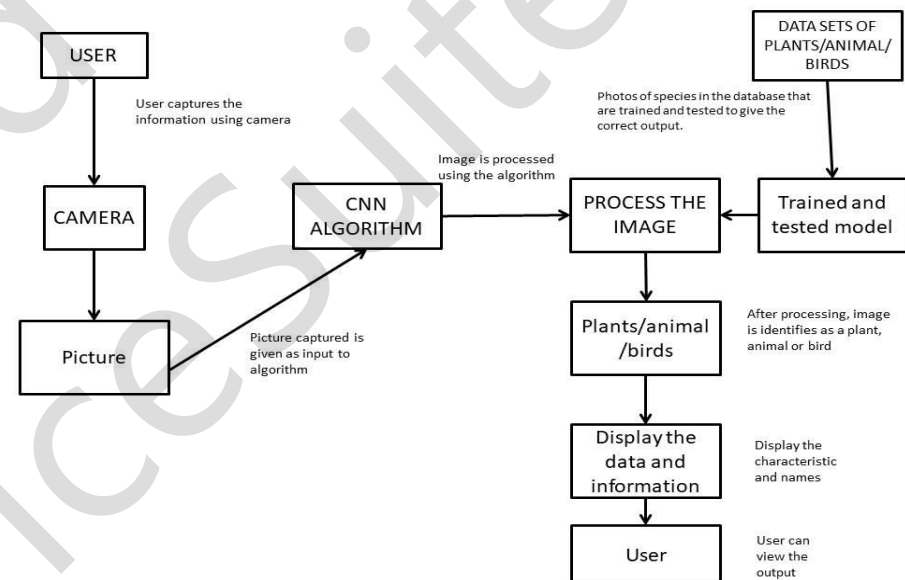 USER
User captures the
information using camera
CAMERA
Picture
Picture captured is
given as input to
algorithm
CNN
ALGORITHM
Image is processed
using the algorithm
DATA SETS OF
PLANTS/ANIMAL/
BIRDS
Photos of species in the database that
are trained and tested to give the
correct output.
Trained and
tested model
PROCESS THE
IMAGE
Plants/animal
/birds
After processing, image
is identifies as a plant,
animal or bird
Display the
data and
information
Display the
characteristic
and names
User
User can
view the
output